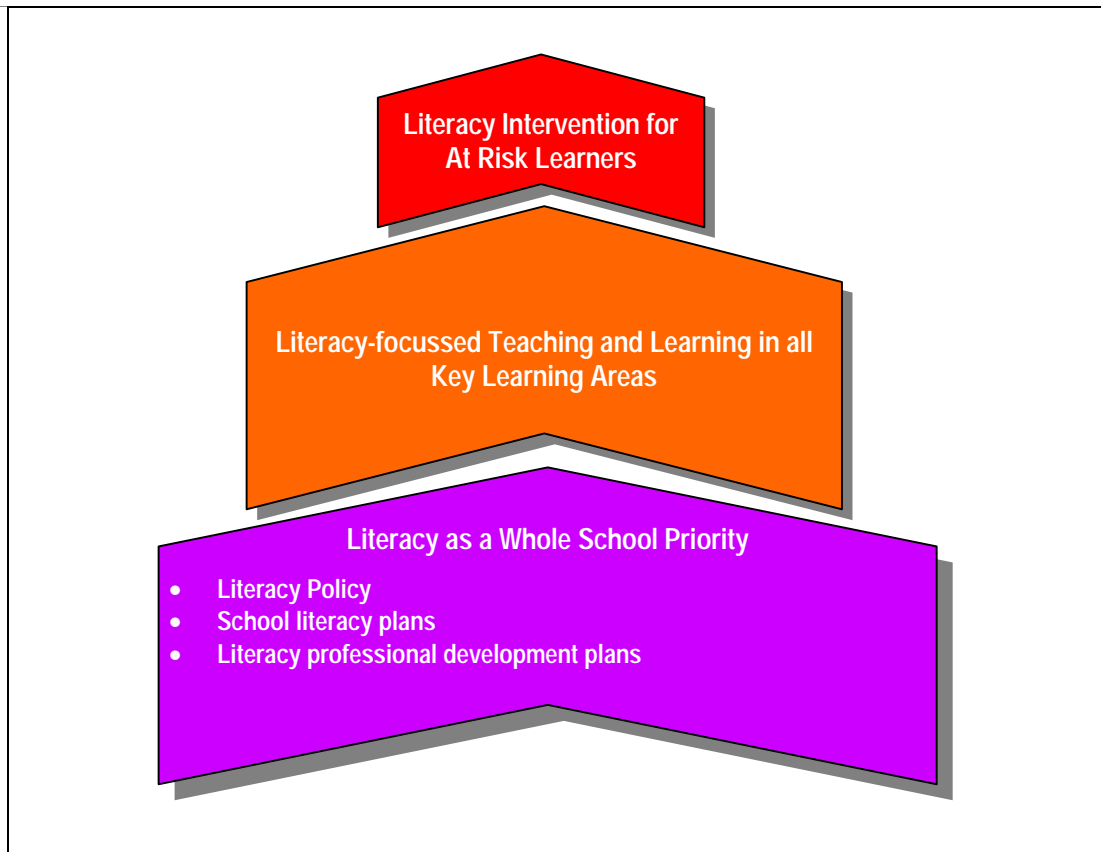 Literacy Intervention for
At Risk Learners
Literacy-focussed Teaching and Learning in all
Key Learning Areas
Literacy as a Whole School Priority
• Literacy Policy
• School literacy plans
• Literacy professional development plans